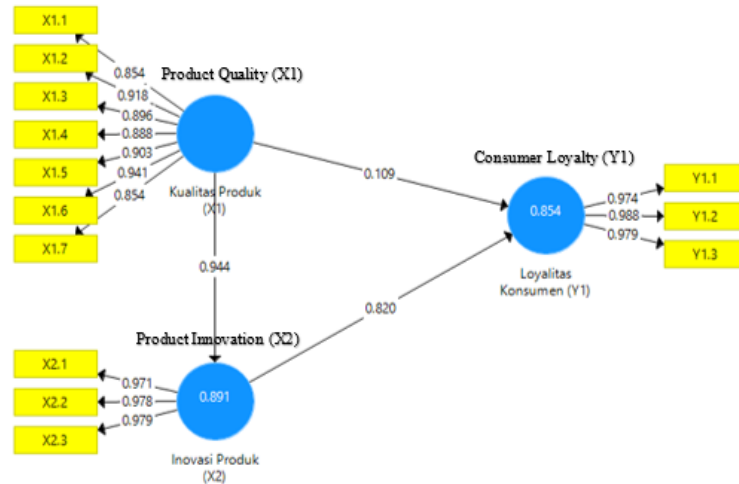 X1.1
X1.2
X1.3
X1.4
X1.5
X1.6
X1.7
0.854
0.918
0.896
0.888
0.903
0.941
0.854
Product Quality (X1)
Kualitas Produk
(X1)
0.109
0.944
0.820
Consumer Loyalty (Y1)
0.854
Loyalitas
Konsumen (Y1)
0.974
0.988
0.979
Y1.1
Y1.2
Y1.3
Product Innovation (X2)
0.891
Inovasi Produk
(X2)
0.971
0.978
0.979
X2.1
X2.2
X2.3